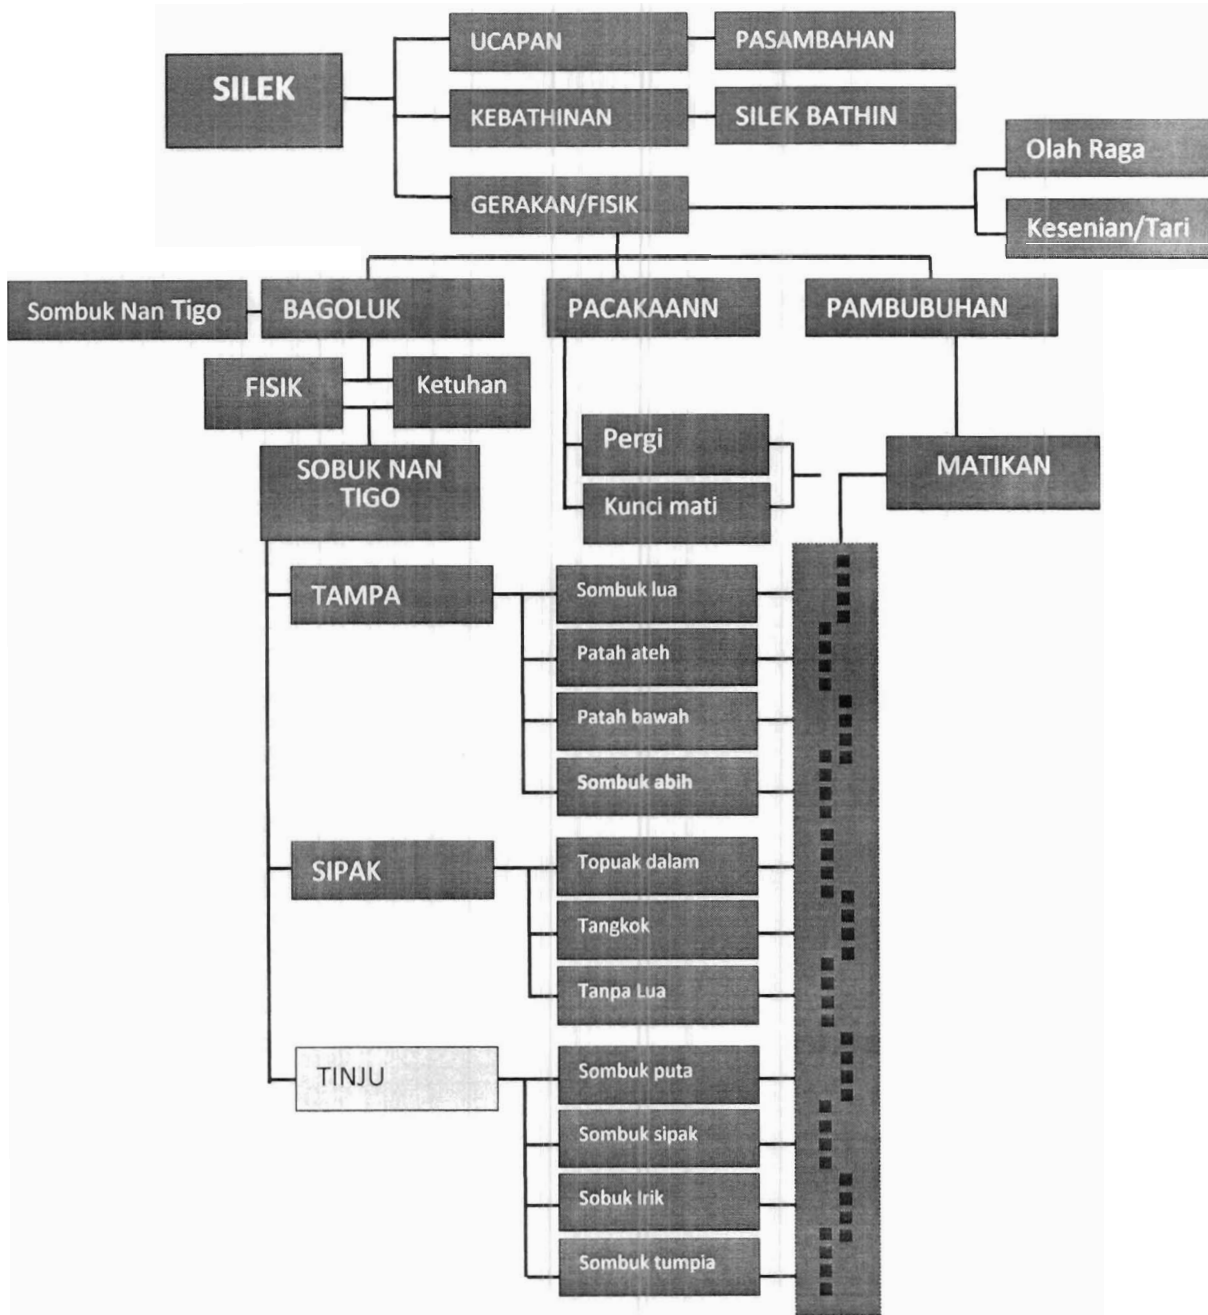 SILEK
UCAPAN
PASAMBAHAN
KEBATHINAN
SILEK BATHIN
GERAKAN/FISIK
Olah Raga
Kesenian/Tari
Sombuk Nan Tigo
BAGOLUK
PACAKAANN
PAMBUBUHAN
FISIK
Ketuhan
SOBUK NAN
TIGO
Pergi
Kunci mati
MATIKAN
TAMPA
Sombuk lua
Patah ateh
Patah bawah
Sombuk abih
SIPAK
Topuak dalam
Tangkok
Tanpa Lua
TINJU
Sombuk puta
Sombuk sipak
Sobuk Irik
Sombuk tumpia